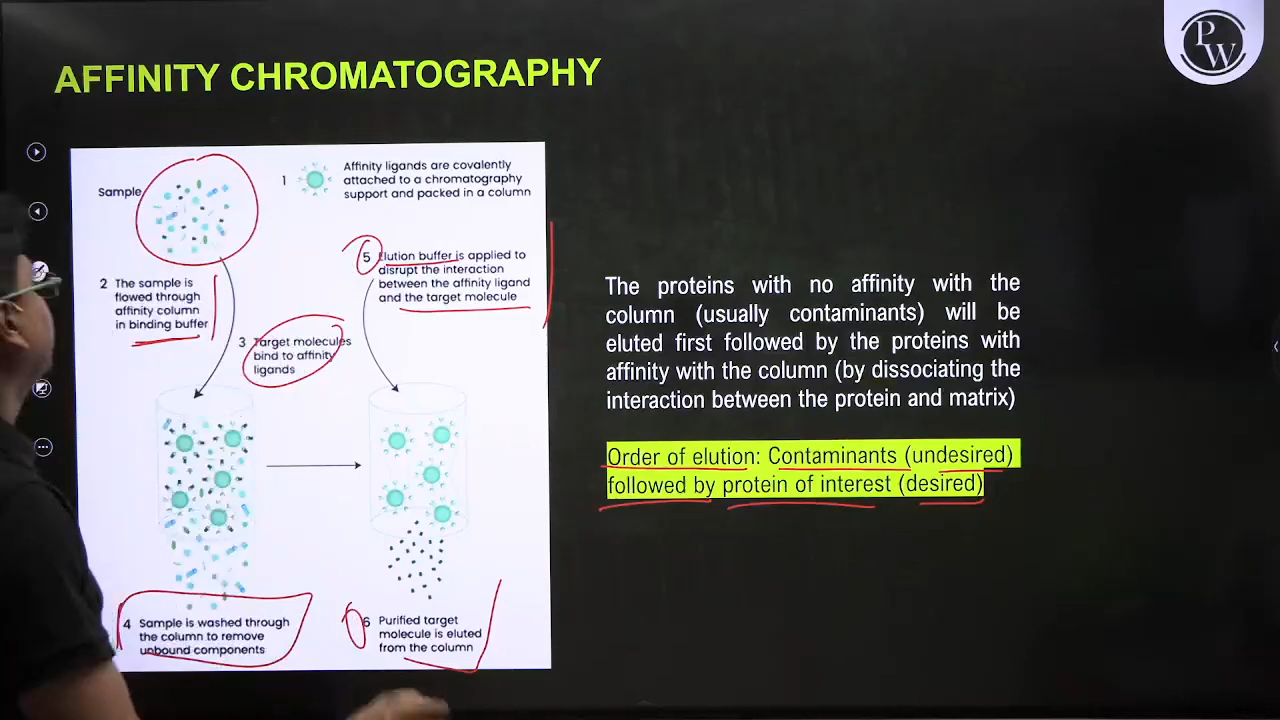 PW
AFFINITY CHROMATOGRAPHY
Sample
1 Affinity ligands are covalently
attached to a chromatography
support and packed in a column
2 The sample is
flowed through
affinity column
in binding buffer
3 Target molecules
bind to affinity
ligands
4 Sample is washed through
the column to remove
unbound components
5 Elution buffer is applied to
disrupt the interaction
between the affinity ligand
and the target molecule
6 Purified target
molecule is eluted
from the column
The proteins with no affinity with the
column (usually contaminants) will be
eluted first followed by the proteins with
affinity with the column (by dissociating the
interaction between the protein and matrix)
Order of elution: Contaminants (undesired)
followed by protein of interest (desired)